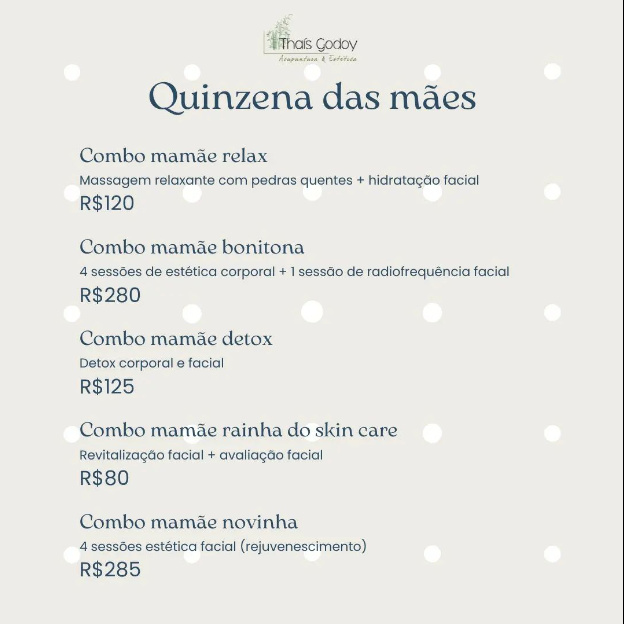 Thaís Godoy
Acupuntura & Estética
Quinzena das mães
Combo mamãe relax
Massagem relaxante com pedras quentes + hidratação facial
R$120
Combo mamãe bonitona
4 sessões de estética corporal + 1 sessão de radiofrequência facial
R$280
Combo mamãe detox
Detox corporal e facial
R$125
Combo mamãe rainha do skin care
Revitalização facial + avaliação facial
R$80
Combo mamãe novinha
4 sessões estética facial (rejuvenescimento)
R$285